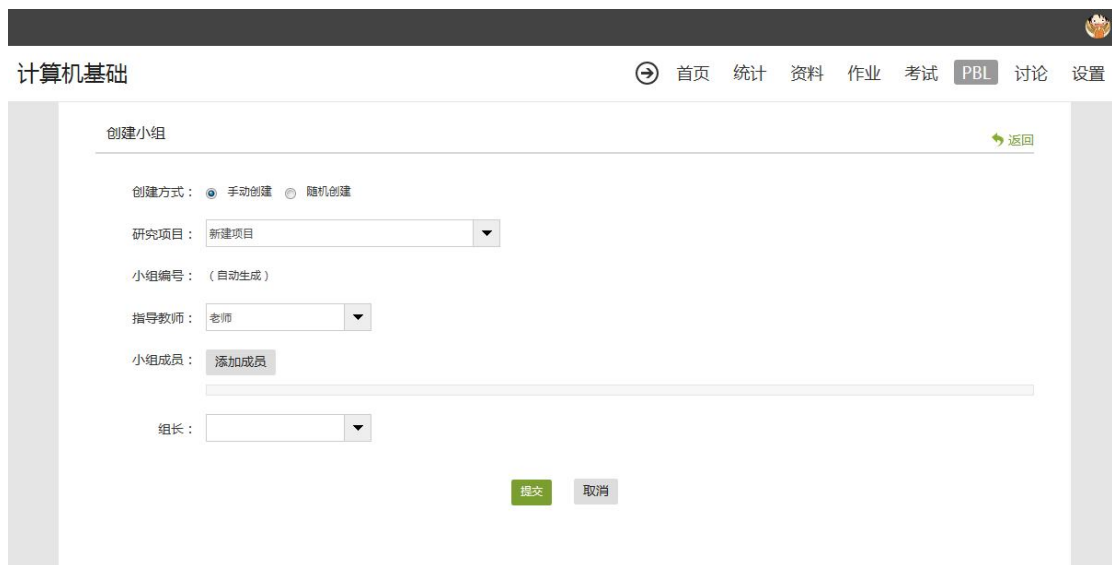 计算机基础 首页 统计 资料 作业 考试 PBL 讨论 设置
创建小组 返回
创建方式： 手动创建 随机创建
研究项目： 新建项目
小组编号： （自动生成）
指导教师： 老师
小组成员： 添加成员
组长：
提交 取消